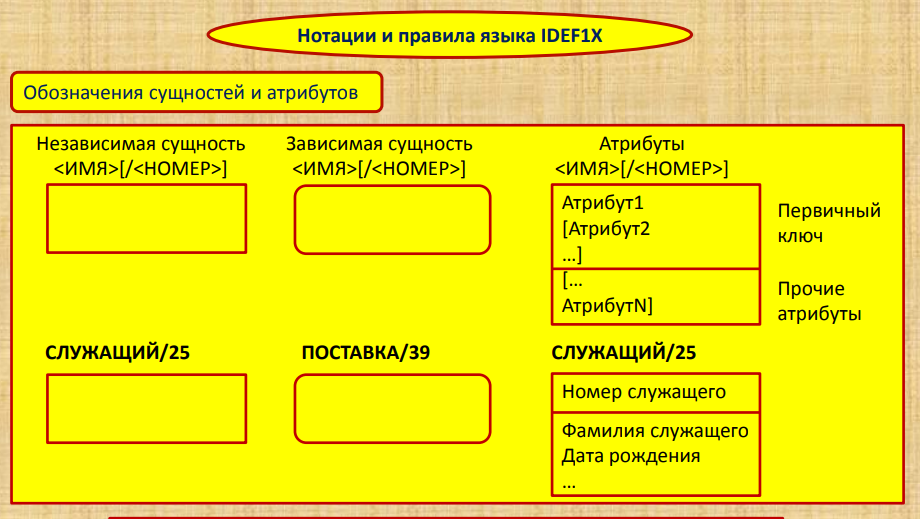 Нотации и правила языка IDEF1X
Обозначения сущностей и атрибутов
Независимая сущность
<ИМЯ>[/<НОМЕР>]
Зависимая сущность
<ИМЯ>[/<НОМЕР>]
Атрибуты
<ИМЯ>[/<НОМЕР>]
Атрибут1
[Атрибут2
...]
[...
АтрибутN]
Первичный
ключ
Прочие
атрибуты
СЛУЖАЩИЙ/25
ПОСТАВКА/39
СЛУЖАЩИЙ/25
Номер служащего
Фамилия служащего
Дата рождения
...